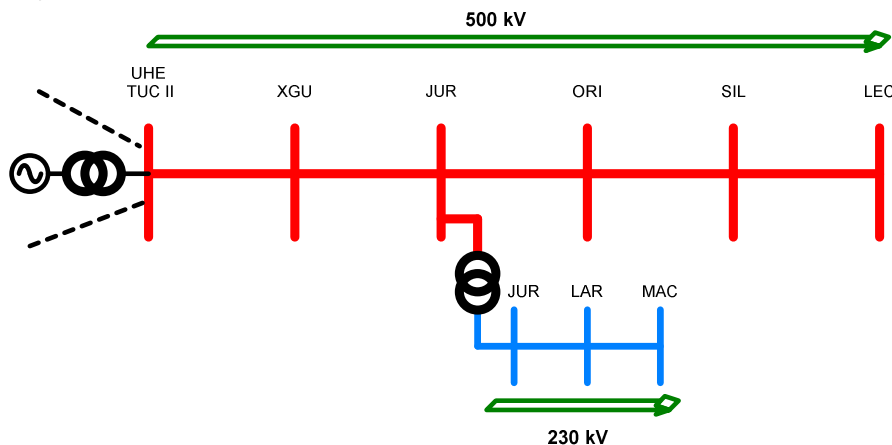 500 kV
UHE
TUC II
XGU
JUR
ORI
SIL
LEC
JUR
LAR
MAC
230 kV